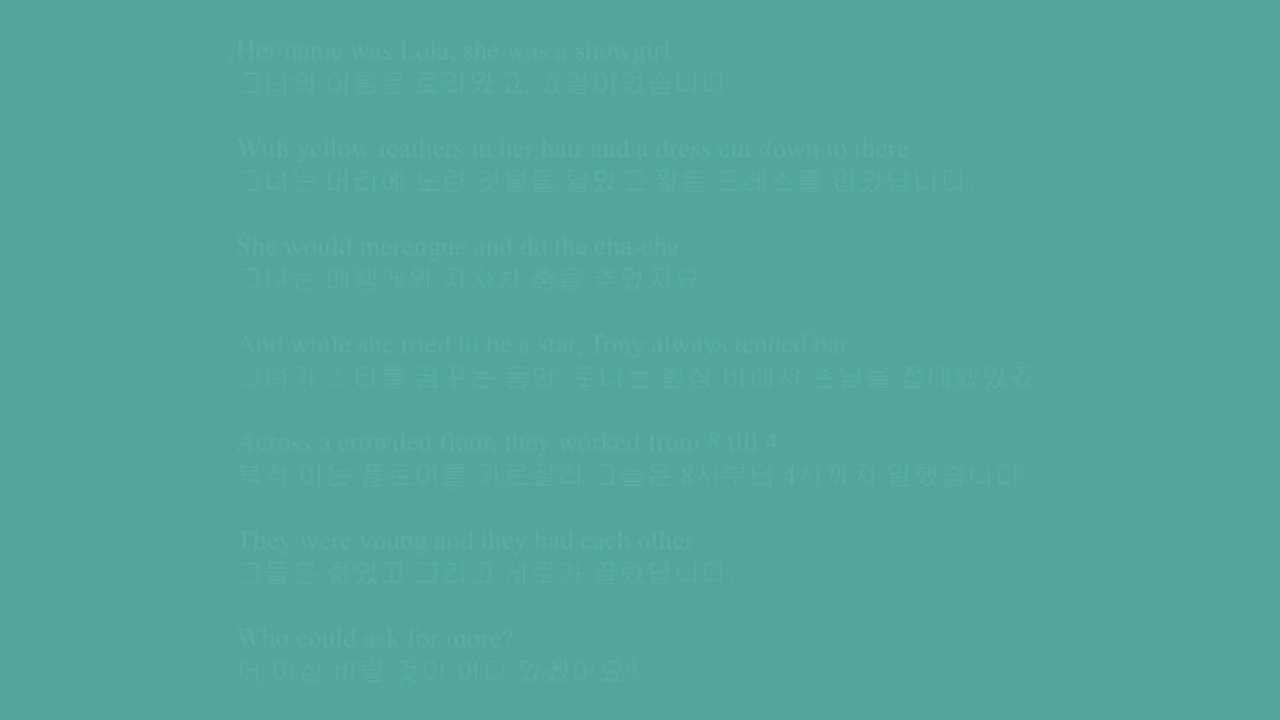 Her name was Lola, she was a showgirl
그녀의 이름은 로라였고, 쇼걸이었습니다
With yellow feathers in her hair and a dress cut down to there
그녀는 머리에 노란 깃털을 달았고 짧은 드레스를 입었답니다
She would merengue and do the cha-cha
그녀는 메렝게와 차차차 춤을 추었지요
And while she tried to be a star, Tony always tended bar
그녀가 스타를 꿈꾸는 동안, 토니는 항상 바에서 손님을 접대했었죠
Across a crowded floor, they worked from 8 till 4
북적 이는 플로어를 가로질러 그들은 8시부터 4시까지 일했습니다
They were young and they had each other
그들은 젊었고 그리고 서로가 끌렸답니다.
Who could ask for more?
더 이상 바랄 것이 어디 있겠어요?